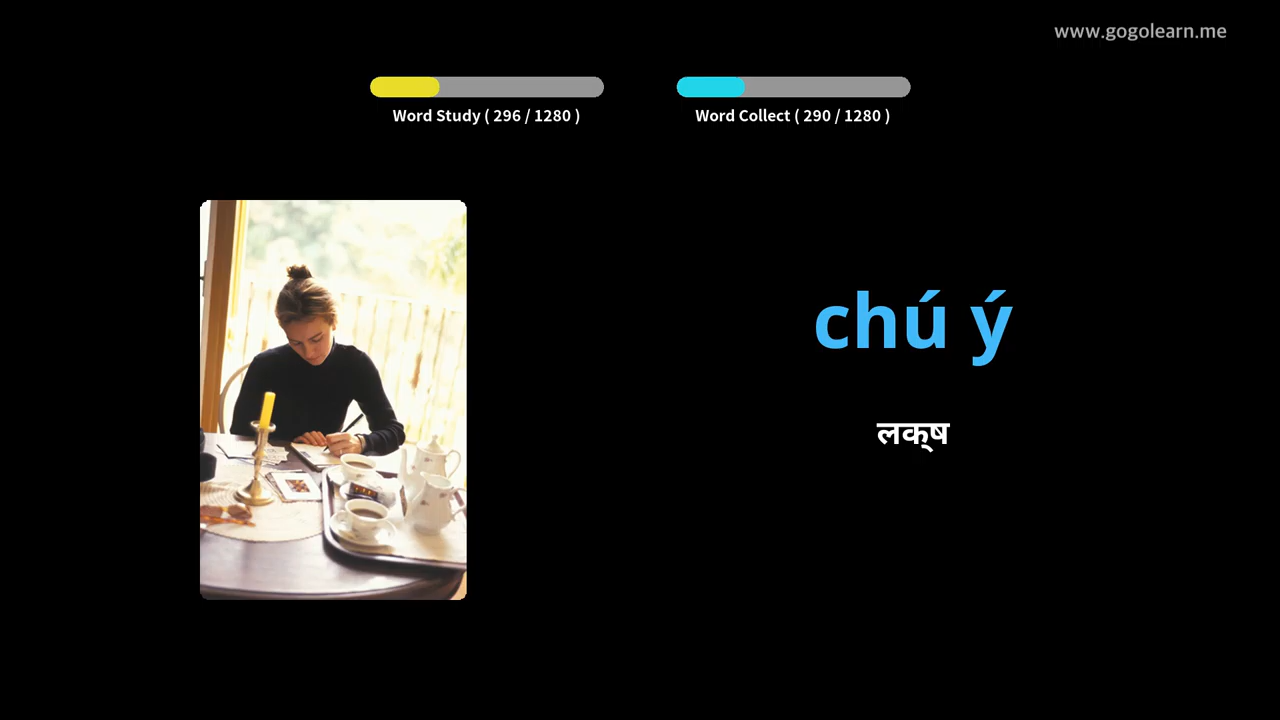 www.gogolearn.me
Word Study ( 296 / 1280 )
Word Collect ( 290 / 1280 )
chú ý
लक्‌ष